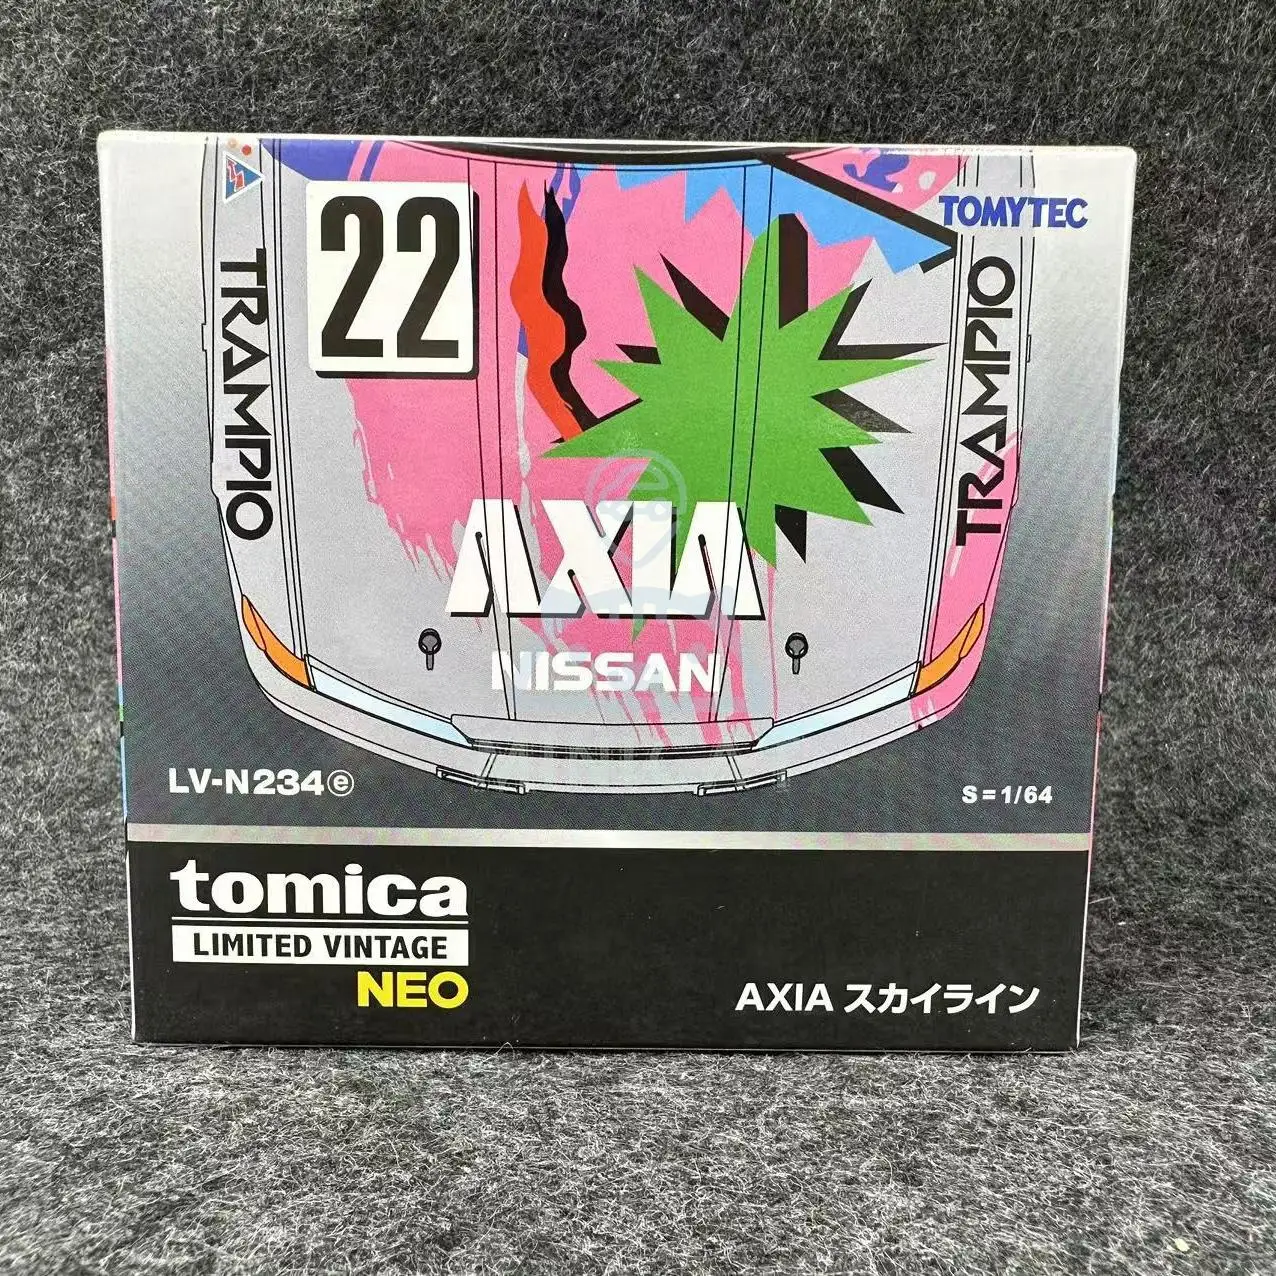 22
TOMYTEC
TRAMPIO
TRAMPIO
AXIA
NISSAN
LV-N234ⓔ
S=1/64
tomica
LIMITED VINTAGE
NEO
AXIA スカイライン